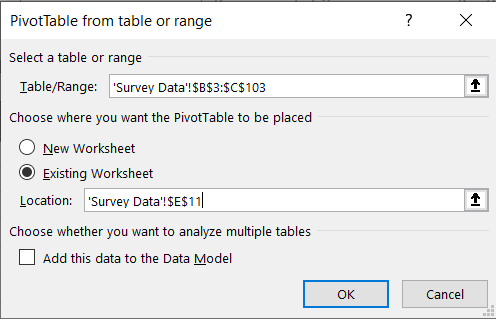 PivotTable from table or range
Select a table or range
Table/Range: 'Survey Data'!$B$3:$C$103
Choose where you want the PivotTable to be placed
New Worksheet
Existing Worksheet
Location: 'Survey Data'!$E$11
Choose whether you want to analyze multiple tables
Add this data to the Data Model
OK Cancel